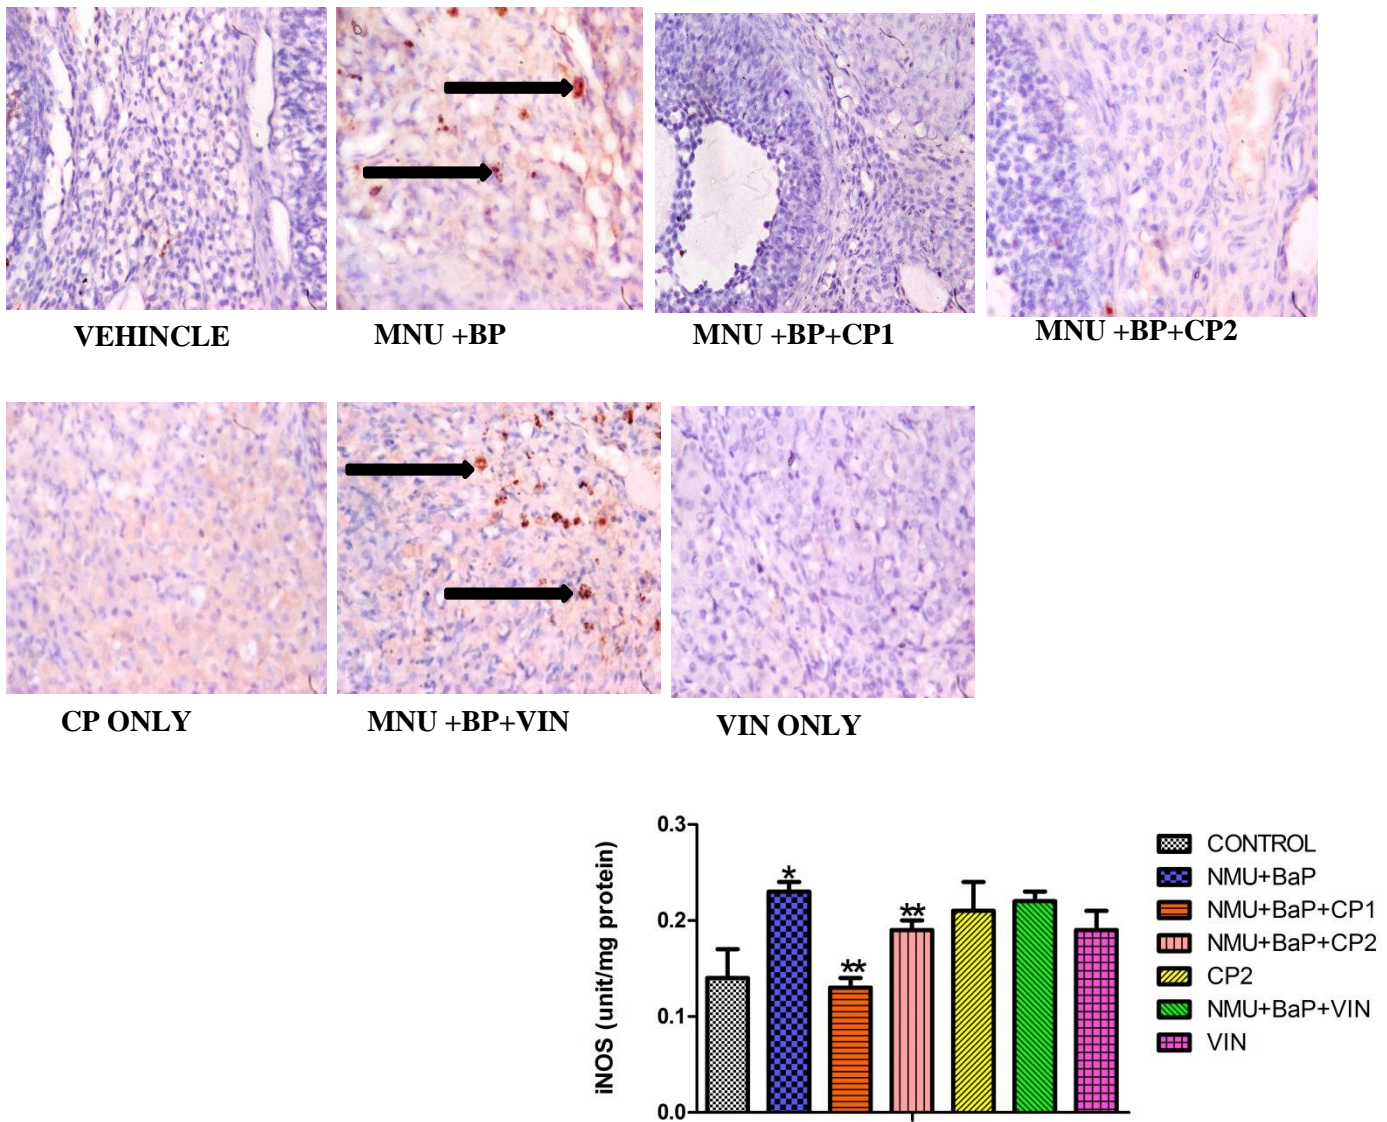 VEHINCLE
MNU +BP
MNU +BP+CP1
MNU +BP+CP2
CP ONLY
MNU +BP+VIN
VIN ONLY
iNOS (unit/mg protein)
0.3
0.2
0.1
0.0
*
**
**
CONTROL
NMU+BaP
NMU+BaP+CP1
NMU+BaP+CP2
CP2
NMU+BaP+VIN
VIN